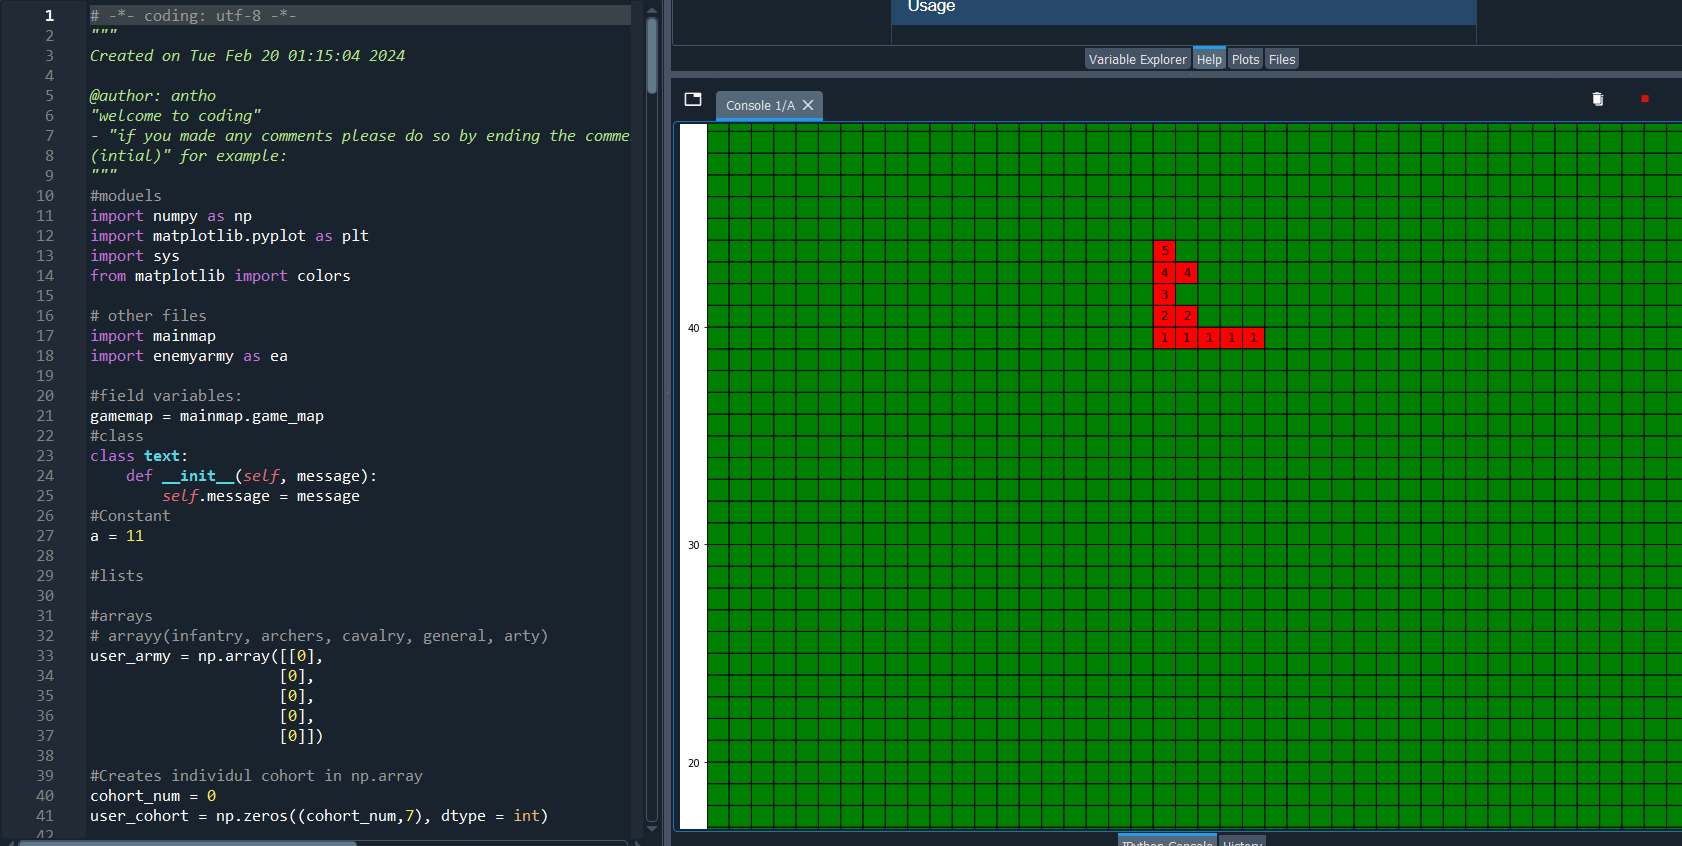 1 # -*- coding: utf-8 -*-
2 """
3 Created on Tue Feb 20 01:15:04 2024
4
5 @author: antho
6 "welcome to coding"
7 - "if you made any comments please do so by ending the comme
8 (intial)" for example:
9 """
10 #moduels
11 import numpy as np
12 import matplotlib.pyplot as plt
13 import sys
14 from matplotlib import colors
15
16 # other files
17 import mainmap
18 import enemyarmy as ea
19
20 #field variables:
21 gamemap = mainmap.game_map
22 #class
23 class text:
24     def __init__(self, message):
25         self.message = message
26 #Constant
27 a = 11
28
29 #lists
30
31 #arrays
32 # arrayy(infantry, archers, cavalry, general, arty)
33 user_army = np.array([[0],
34                      [0],
35                      [0],
36                      [0],
37                      [0]])
38
39 #Creates individul cohort in np.array
40 cohort_num = 0
41 user_cohort = np.zeros((cohort_num,7), dtype = int)
42
Usage
Variable Explorer Help Plots Files
Console 1/A
5
4 4
3
2 2
40
1 1 1 1 1
30
20
IPython Console History